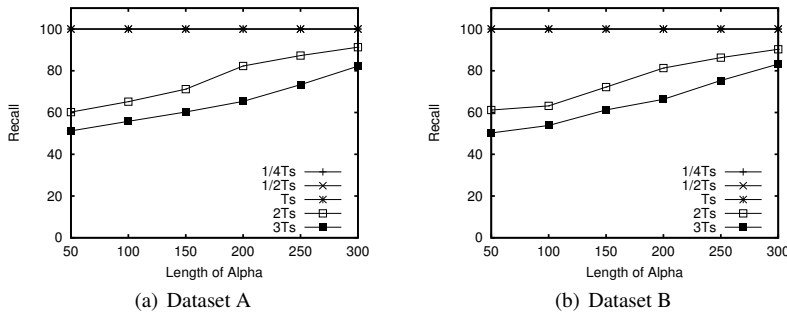 100
80
60
40
20
0
Recall
1/4Ts
1/2Ts
Ts
2Ts
3Ts
50 100 150 200 250 300
Length of Alpha
(a) Dataset A
100
80
60
40
20
0
Recall
1/4Ts
1/2Ts
Ts
2Ts
3Ts
50 100 150 200 250 300
Length of Alpha
(b) Dataset B